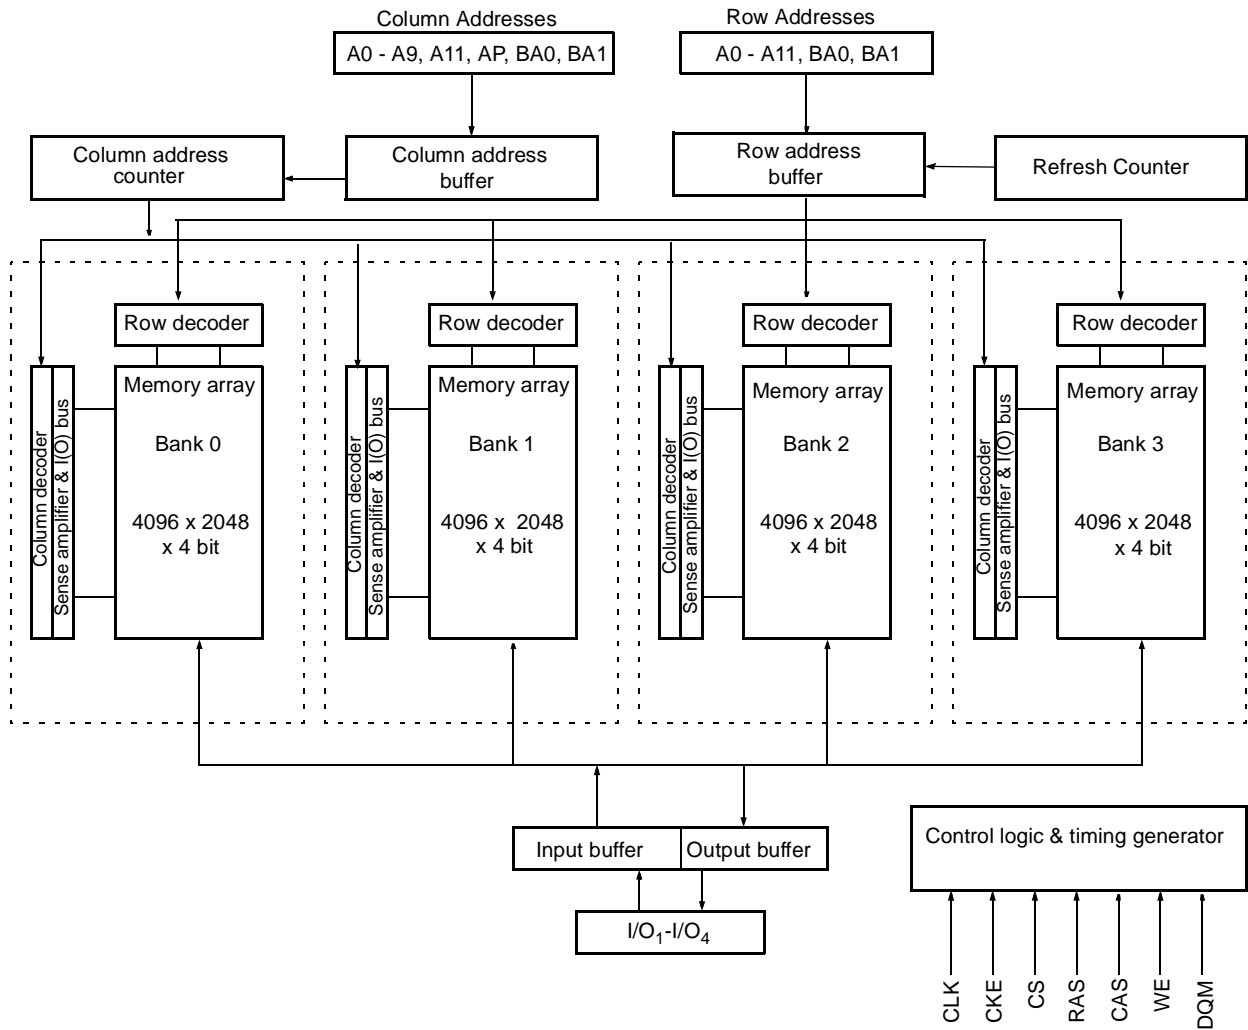 Column Addresses
Row Addresses
A0 - A9, A11, AP, BA0, BA1
A0 - A11, BA0, BA1
Column address
counter
Column address
buffer
Row address
buffer
Refresh Counter
Row decoder
Row decoder
Row decoder
Row decoder
Column decoder
Sense amplifier & I(O) bus
Memory array
Bank 0
4096 x 2048
x 4 bit
Column decoder
Sense amplifier & I(O) bus
Memory array
Bank 1
4096 x 2048
x 4 bit
Column decoder
Sense amplifier & I(O) bus
Memory array
Bank 2
4096 x 2048
x 4 bit
Column decoder
Sense amplifier & I(O) bus
Memory array
Bank 3
4096 x 2048
x 4 bit
Input buffer
Output buffer
I/O1-I/O4
Control logic & timing generator
CLK
CKE
CS
RAS
CAS
WE
DQM